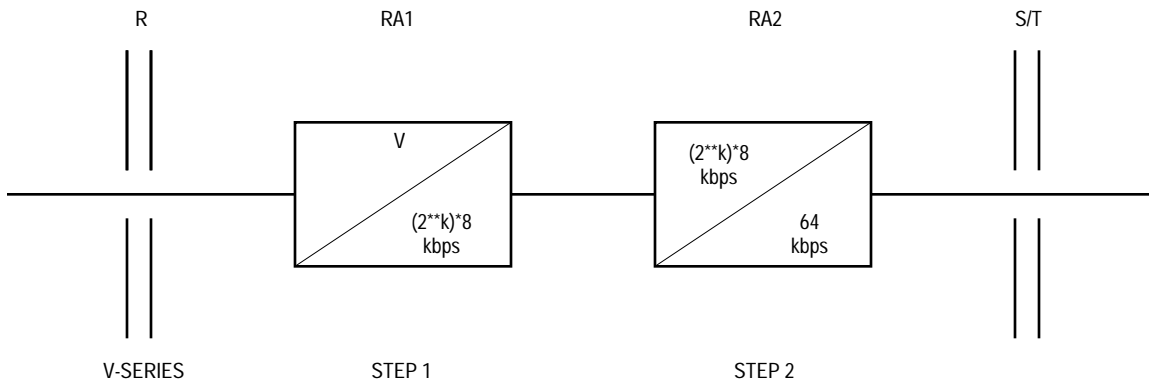 R
RA1
RA2
S/T
V
(2**k)*8
kbps
(2**k)*8
kbps
64
kbps
V-SERIES
STEP 1
STEP 2